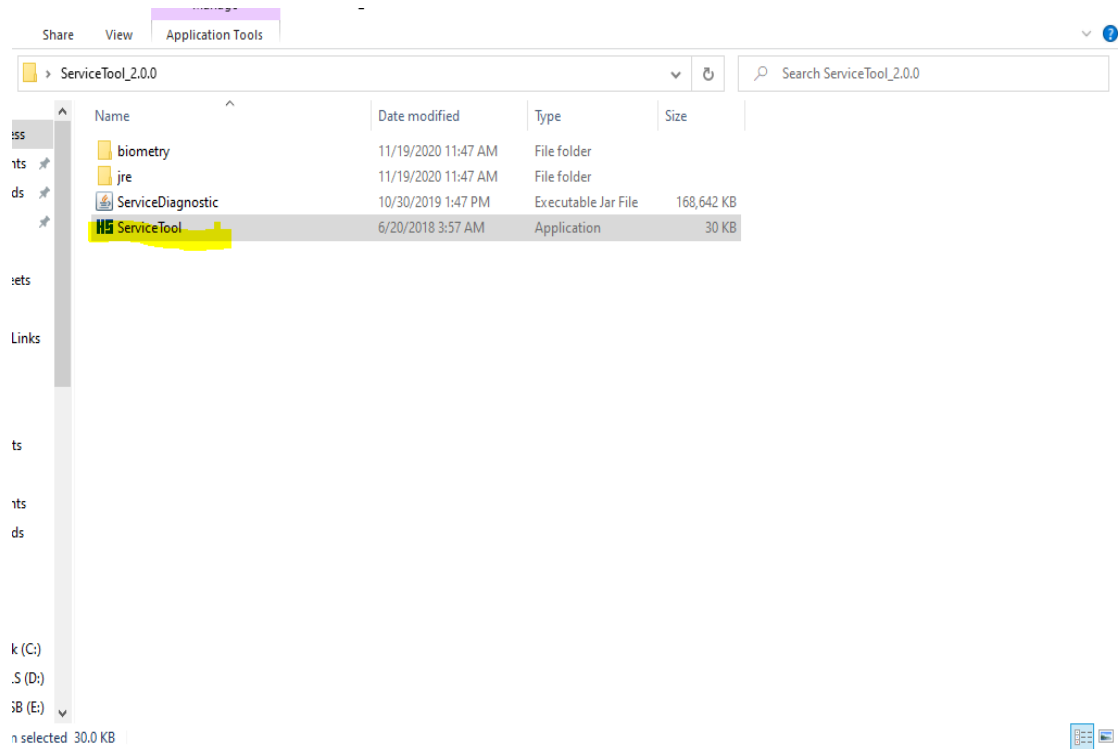 Share View Application Tools
ServiceTool_2.0.0 Search ServiceTool_2.0.0
Name Date modified Type Size
biometry 11/19/2020 11:47 AM File folder
jre 11/19/2020 11:47 AM File folder
ServiceDiagnostic 10/30/2019 1:47 PM Executable Jar File 168,642 KB
HS ServiceTool 6/20/2018 3:57 AM Application 30 KB
Links
(C:)
(D:)
(E:)
selected 30.0 KB